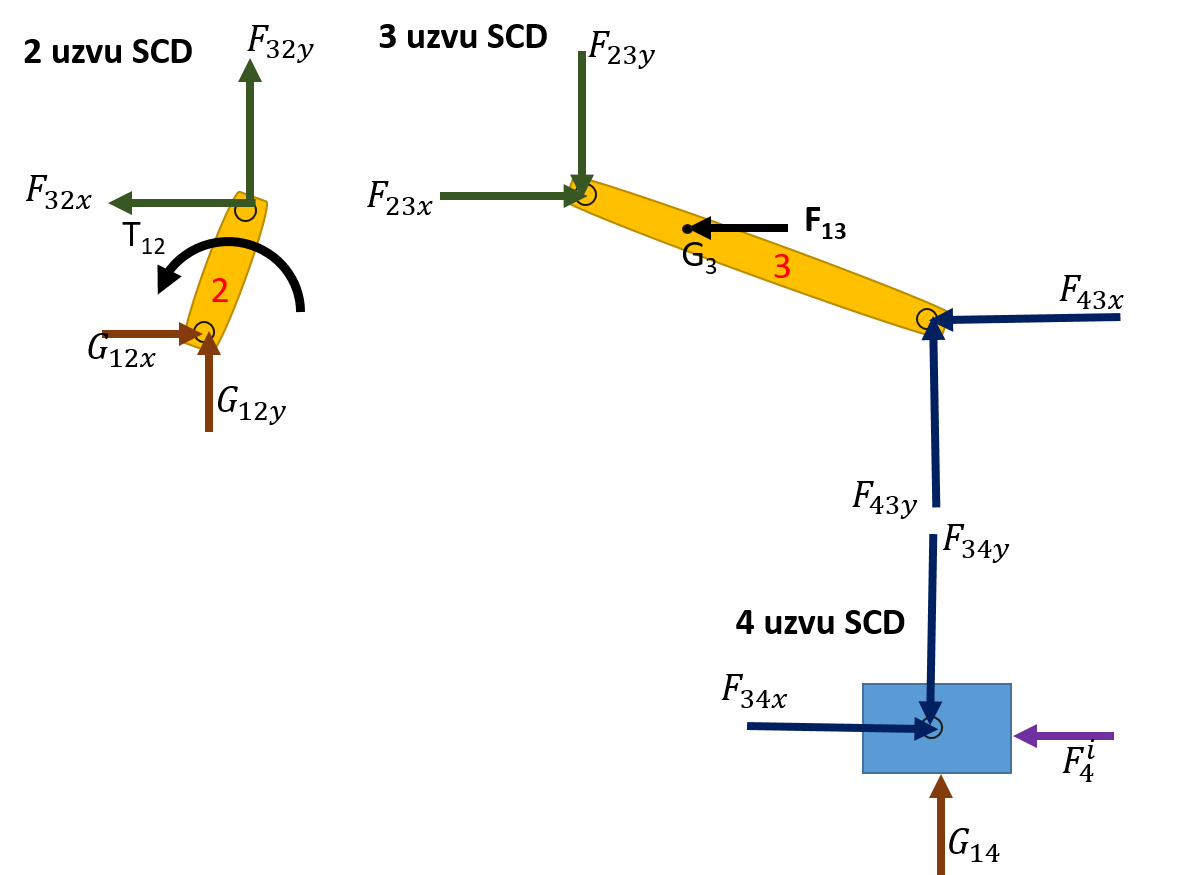 2 uzvu SCD
F32y
F32x
T12
2
G12x
G12y
3 uzvu SCD
F23y
F23x
F13
G3
3
F43x
F43y
F34y
4 uzvu SCD
F34x
F4i
G14